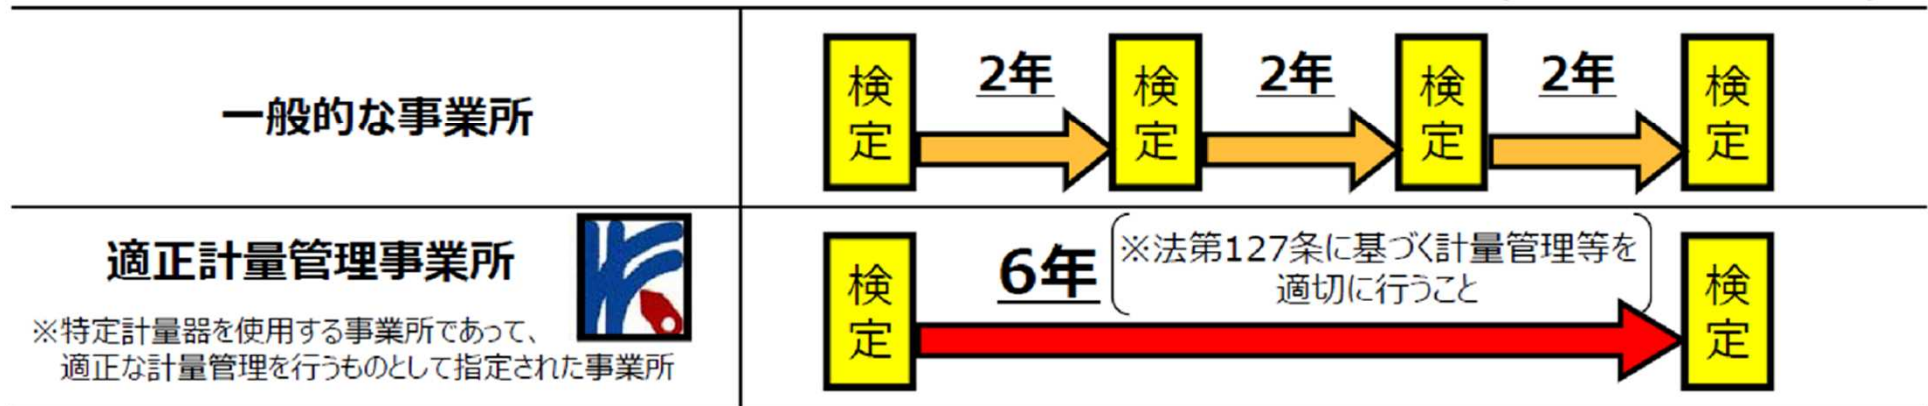 一般的な事業所
検定
2年
検定
2年
検定
2年
検定
適正計量管理事業所
※特定計量器を使用する事業所であって、
適正な計量管理を行うものとして指定された事業所
検定
6年
※法第127条に基づく計量管理等を
適切に行うこと
検定